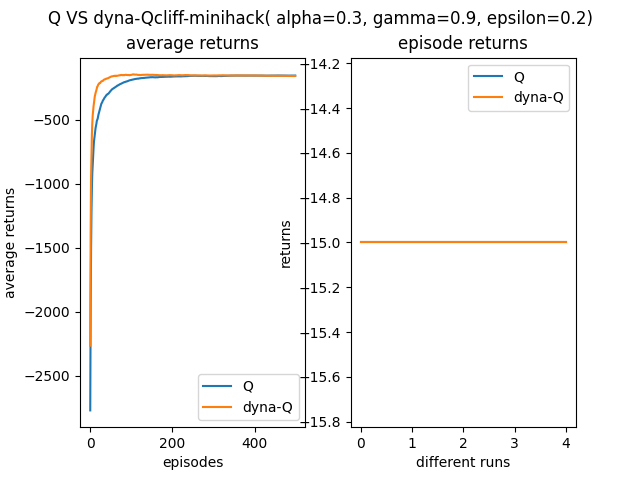 Q VS dyna-Qcliff-minihack( alpha=0.3, gamma=0.9, epsilon=0.2)
average returns
−500
−1000
−1500
−2000
−2500
0
200
400
average returns
episodes
Q
dyna-Q
episode returns
−14.2
−14.4
−14.6
−14.8
−15.0
−15.2
−15.4
−15.6
−15.8
0
1
2
3
4
returns
different runs
Q
dyna-Q